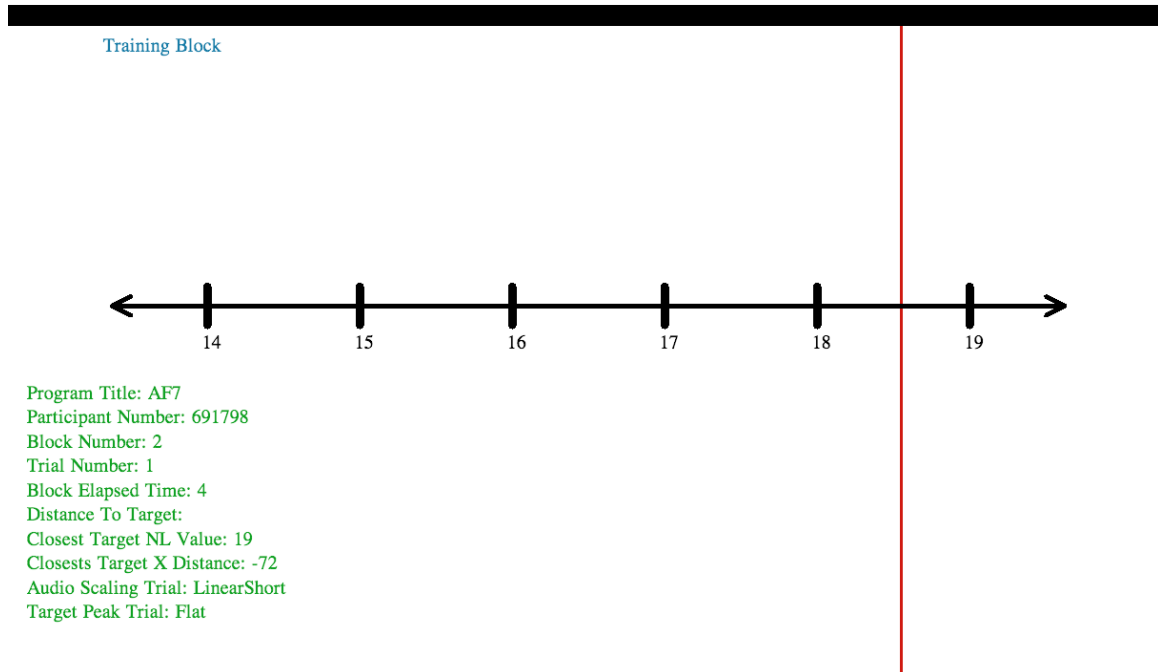 Training Block
14 15 16 17 18 19
Program Title: AF7
Participant Number: 691798
Block Number: 2
Trial Number: 1
Block Elapsed Time: 4
Distance To Target:
Closest Target NL Value: 19
Closests Target X Distance: -72
Audio Scaling Trial: LinearShort
Target Peak Trial: Flat